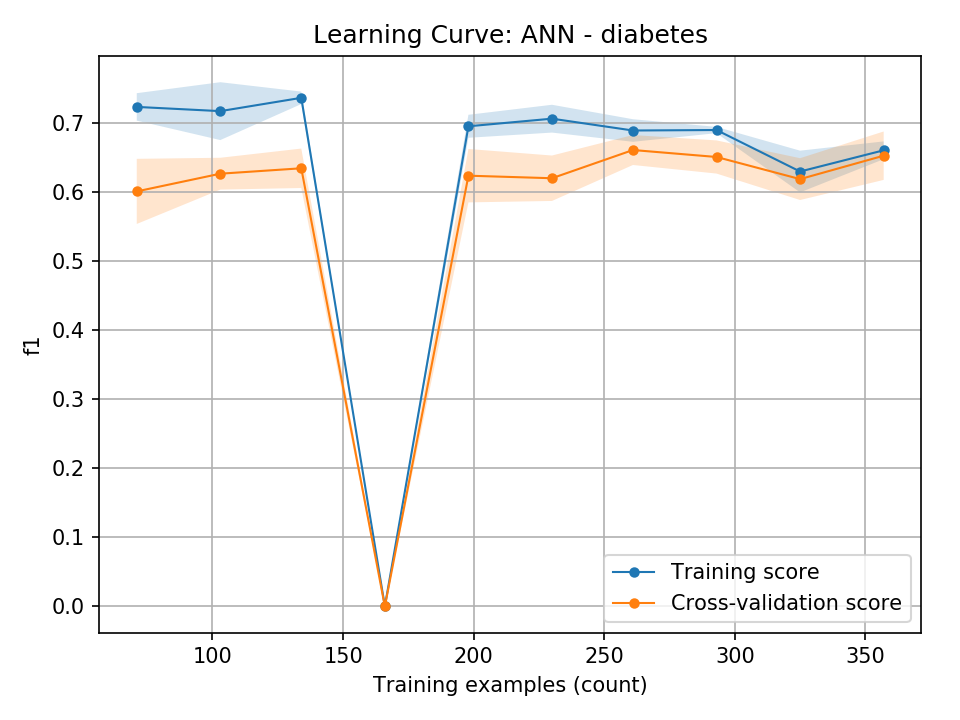 Learning Curve: ANN - diabetes
f1
0.7
0.6
0.5
0.4
0.3
0.2
0.1
0.0
100 150 200 250 300 350
Training examples (count)
Training score
Cross-validation score